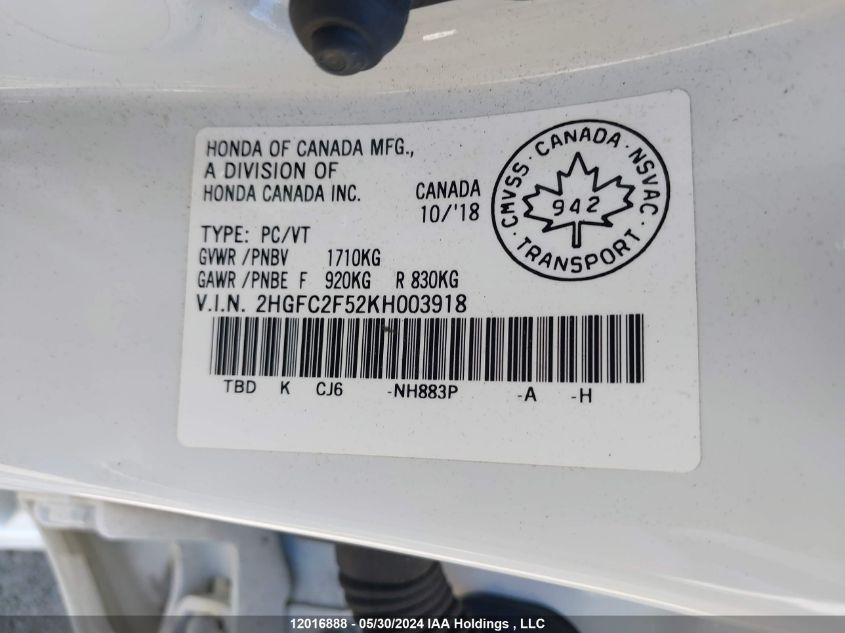 HONDA OF CANADA MFG.,
A DIVISION OF
HONDA CANADA INC.
CANADA
10/'18
CMVSS · CANADA · NSVAC
942
TRANSPORT
TYPE: PC/VT
GVWR /PNBV 1710KG
GAWR /PNBE F 920KG R 830KG
V.I.N. 2HGFC2F52KH003918
TBD K CJ6 -NH883P -A -H
12016888 - 05/30/2024 IAA Holdings , LLC